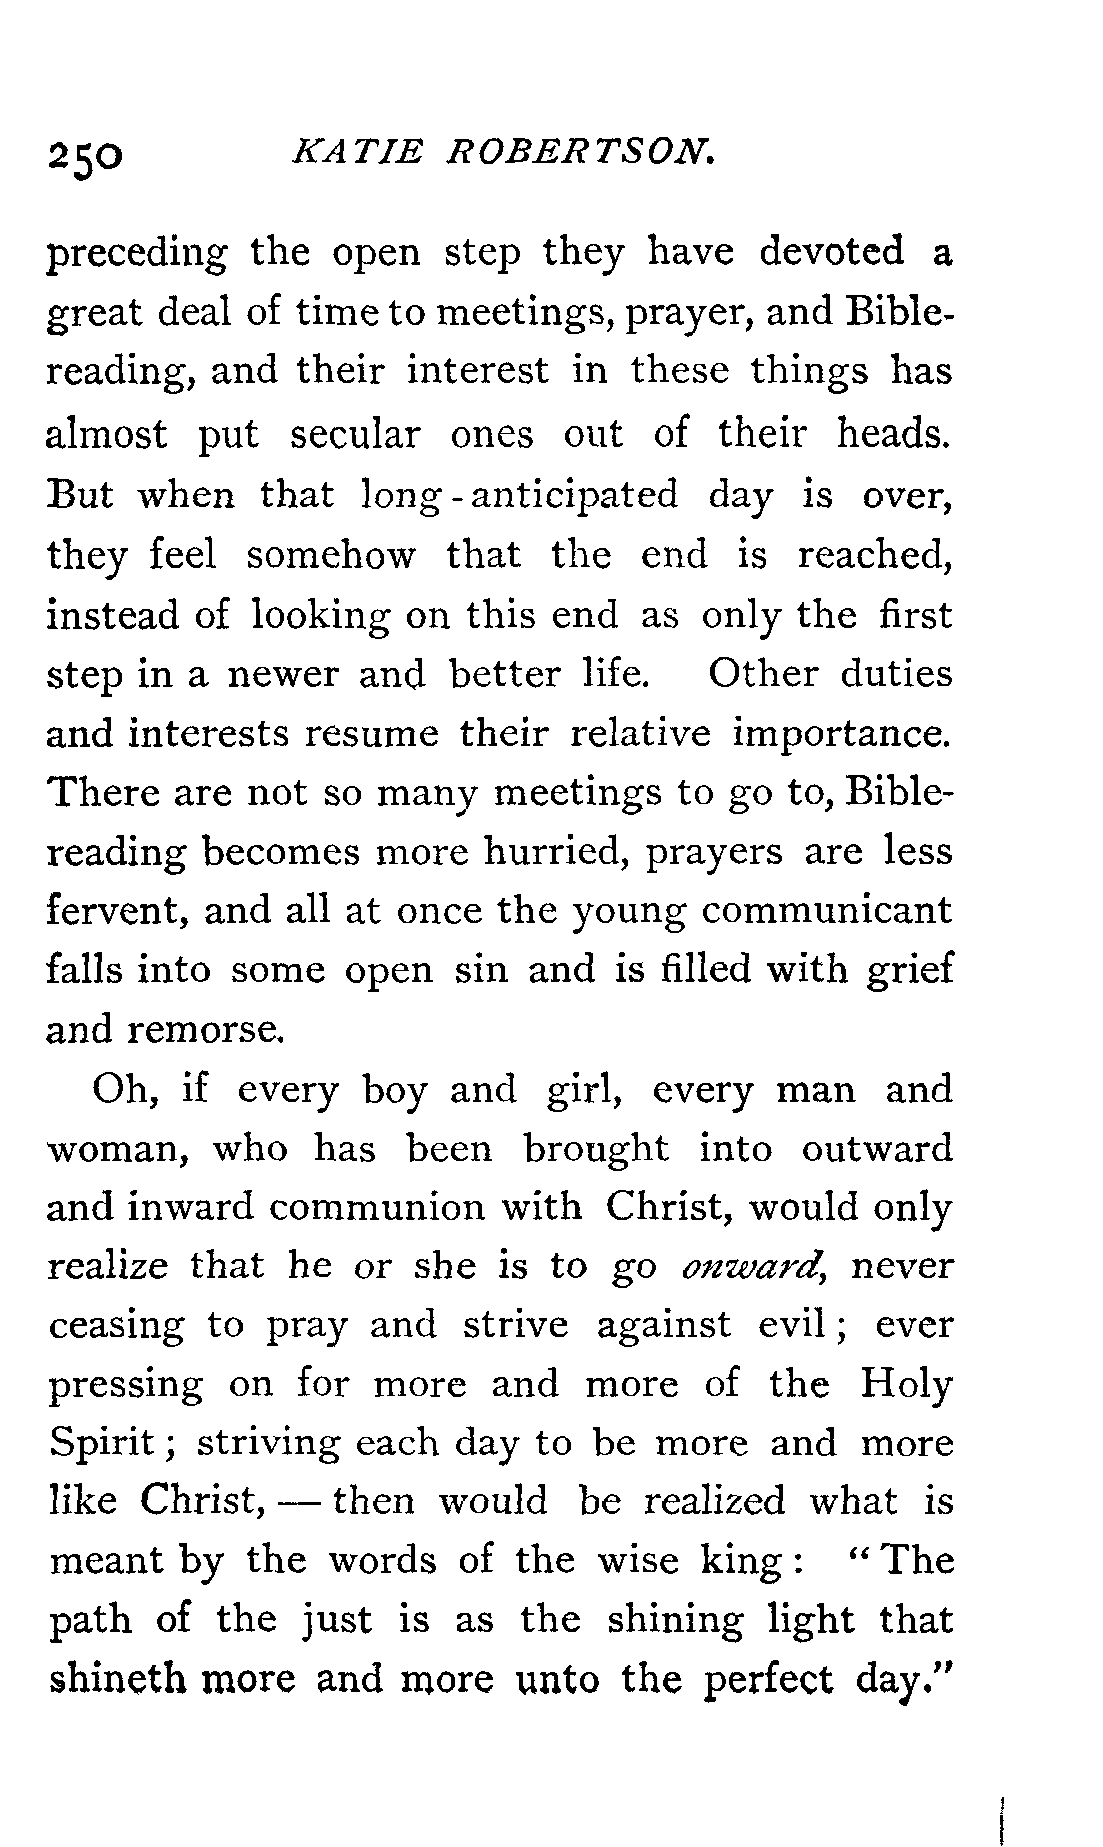 250 KATIE ROBERTSON.
preceding the open step they have devoted a
great deal of time to meetings, prayer, and Bible-
reading, and their interest in these things has
almost put secular ones out of their heads.
But when that long-anticipated day is over,
they feel somehow that the end is reached,
instead of looking on this end as only the first
step in a newer and better life. Other duties
and interests resume their relative importance.
There are not so many meetings to go to, Bible-
reading becomes more hurried, prayers are less
fervent, and all at once the young communicant
falls into some open sin and is filled with grief
and remorse.
Oh, if every boy and girl, every man and
woman, who has been brought into outward
and inward communion with Christ, would only
realize that he or she is to go onward, never
ceasing to pray and strive against evil; ever
pressing on for more and more of the Holy
Spirit; striving each day to be more and more
like Christ, — then would be realized what is
meant by the words of the wise king: "The
path of the just is as the shining light that
shineth more and more unto the perfect day."